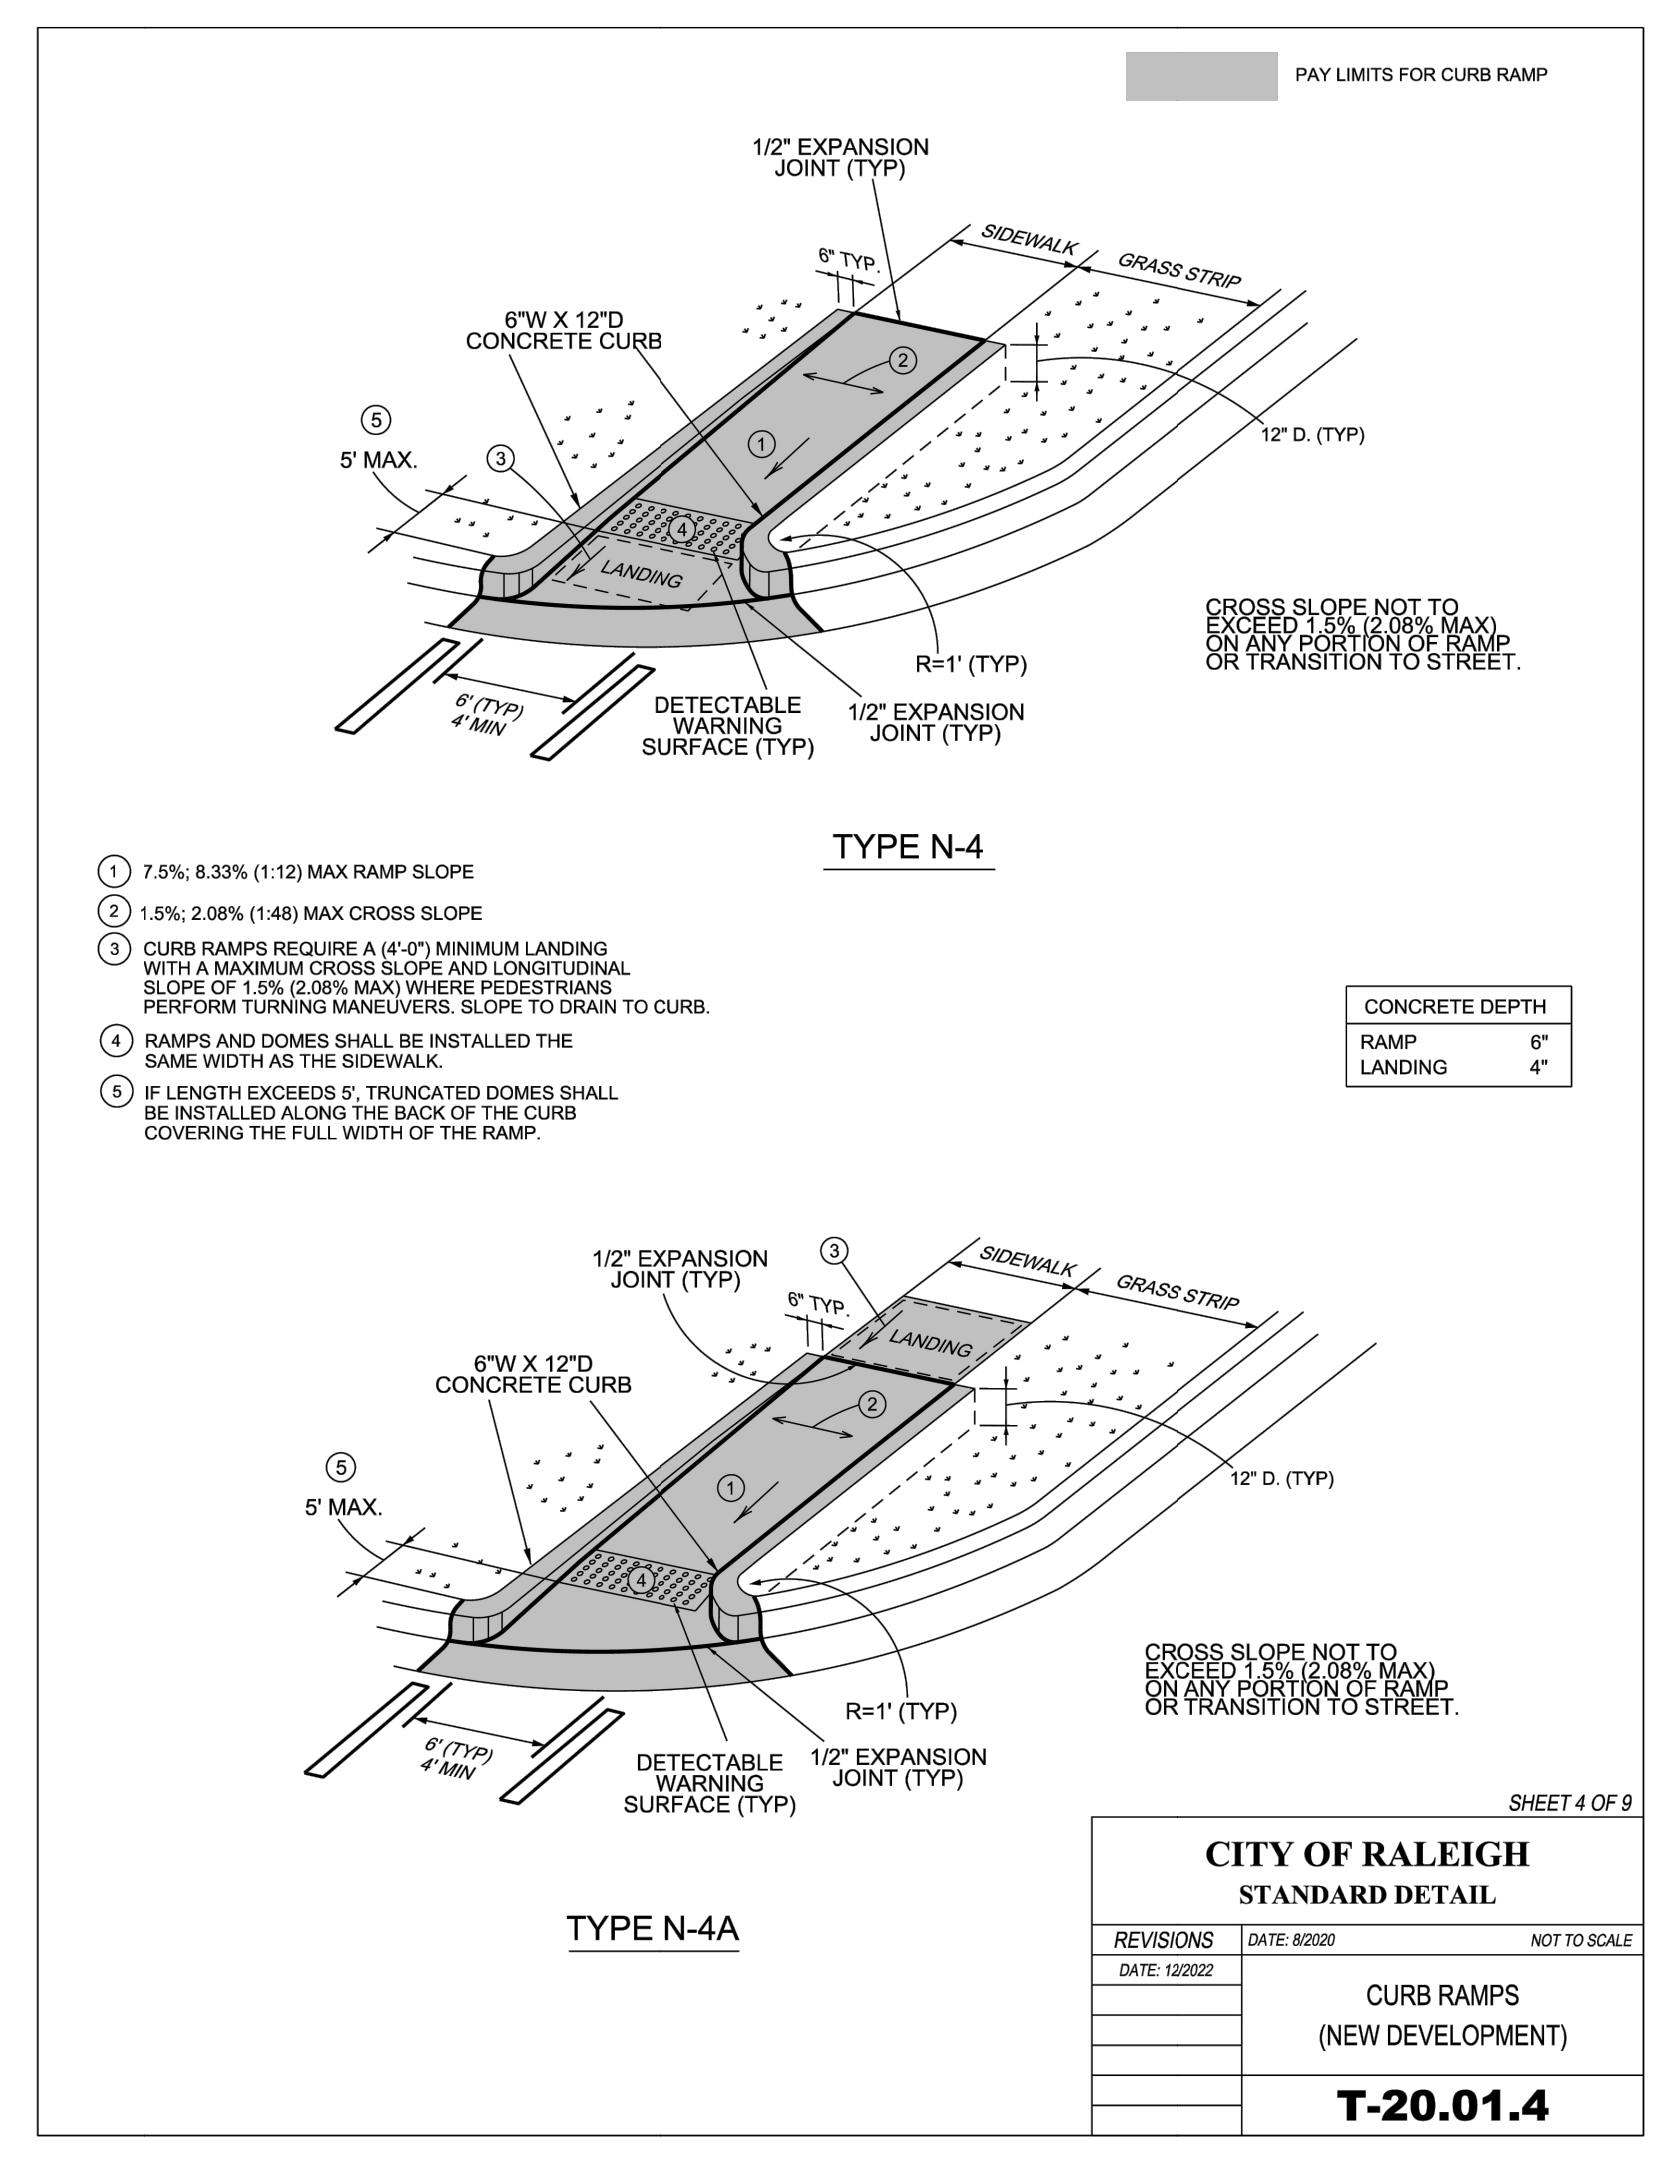 PAY LIMITS FOR CURB RAMP
1/2" EXPANSION
JOINT (TYP)
SIDEWALK
GRASS STRIP
6" TYP.
6"W X 12"D
CONCRETE CURB
2
5
5' MAX.
3
1
12" D. (TYP)
4
LANDING
CROSS SLOPE NOT TO
EXCEED 1.5% (2.08% MAX)
ON ANY PORTION OF RAMP
OR TRANSITION TO STREET.
R=1' (TYP)
6' (TYP)
4' MIN
DETECTABLE
WARNING
SURFACE (TYP)
1/2" EXPANSION
JOINT (TYP)
TYPE N-4
1 7.5%; 8.33% (1:12) MAX RAMP SLOPE
2 1.5%; 2.08% (1:48) MAX CROSS SLOPE
3 CURB RAMPS REQUIRE A (4'-0") MINIMUM LANDING
WITH A MAXIMUM CROSS SLOPE AND LONGITUDINAL
SLOPE OF 1.5% (2.08% MAX) WHERE PEDESTRIANS
PERFORM TURNING MANEUVERS. SLOPE TO DRAIN TO CURB.
4 RAMPS AND DOMES SHALL BE INSTALLED THE
SAME WIDTH AS THE SIDEWALK.
5 IF LENGTH EXCEEDS 5', TRUNCATED DOMES SHALL
BE INSTALLED ALONG THE BACK OF THE CURB
COVERING THE FULL WIDTH OF THE RAMP.
CONCRETE DEPTH
RAMP 6"
LANDING 4"
1/2" EXPANSION
JOINT (TYP)
3
SIDEWALK
GRASS STRIP
6" TYP.
LANDING
6"W X 12"D
CONCRETE CURB
2
5
5' MAX.
1
12" D. (TYP)
4
CROSS SLOPE NOT TO
EXCEED 1.5% (2.08% MAX)
ON ANY PORTION OF RAMP
OR TRANSITION TO STREET.
R=1' (TYP)
6' (TYP)
4' MIN
DETECTABLE
WARNING
SURFACE (TYP)
1/2" EXPANSION
JOINT (TYP)
TYPE N-4A
SHEET 4 OF 9
CITY OF RALEIGH
STANDARD DETAIL
REVISIONS
DATE: 8/2020 NOT TO SCALE
DATE: 12/2022
CURB RAMPS
(NEW DEVELOPMENT)
T-20.01.4